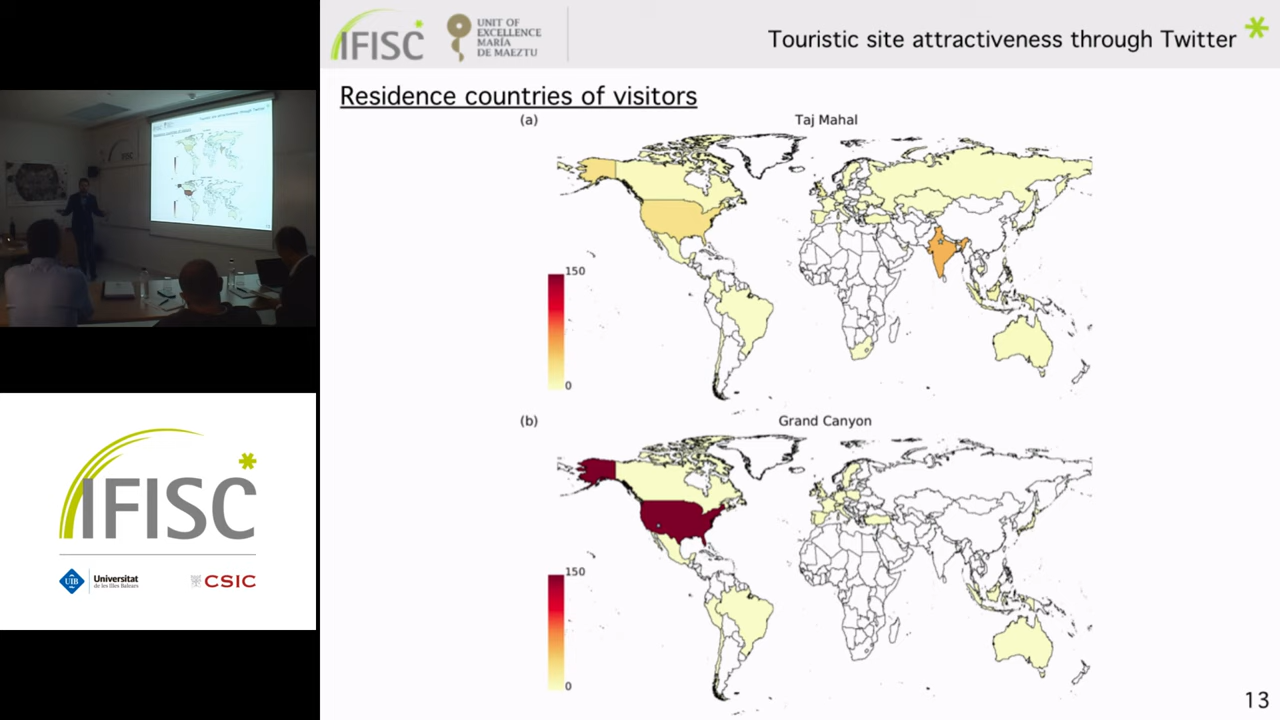 IFISC
UNIT OF
EXCELLENCE
MARÍA
DE MAEZTU
Touristic site attractiveness through Twitter
Residence countries of visitors
(a)
Taj Mahal
150
0
(b)
Grand Canyon
150
0
13
IFISC
UIB
Universitat
de les Illes Balears
CSIC